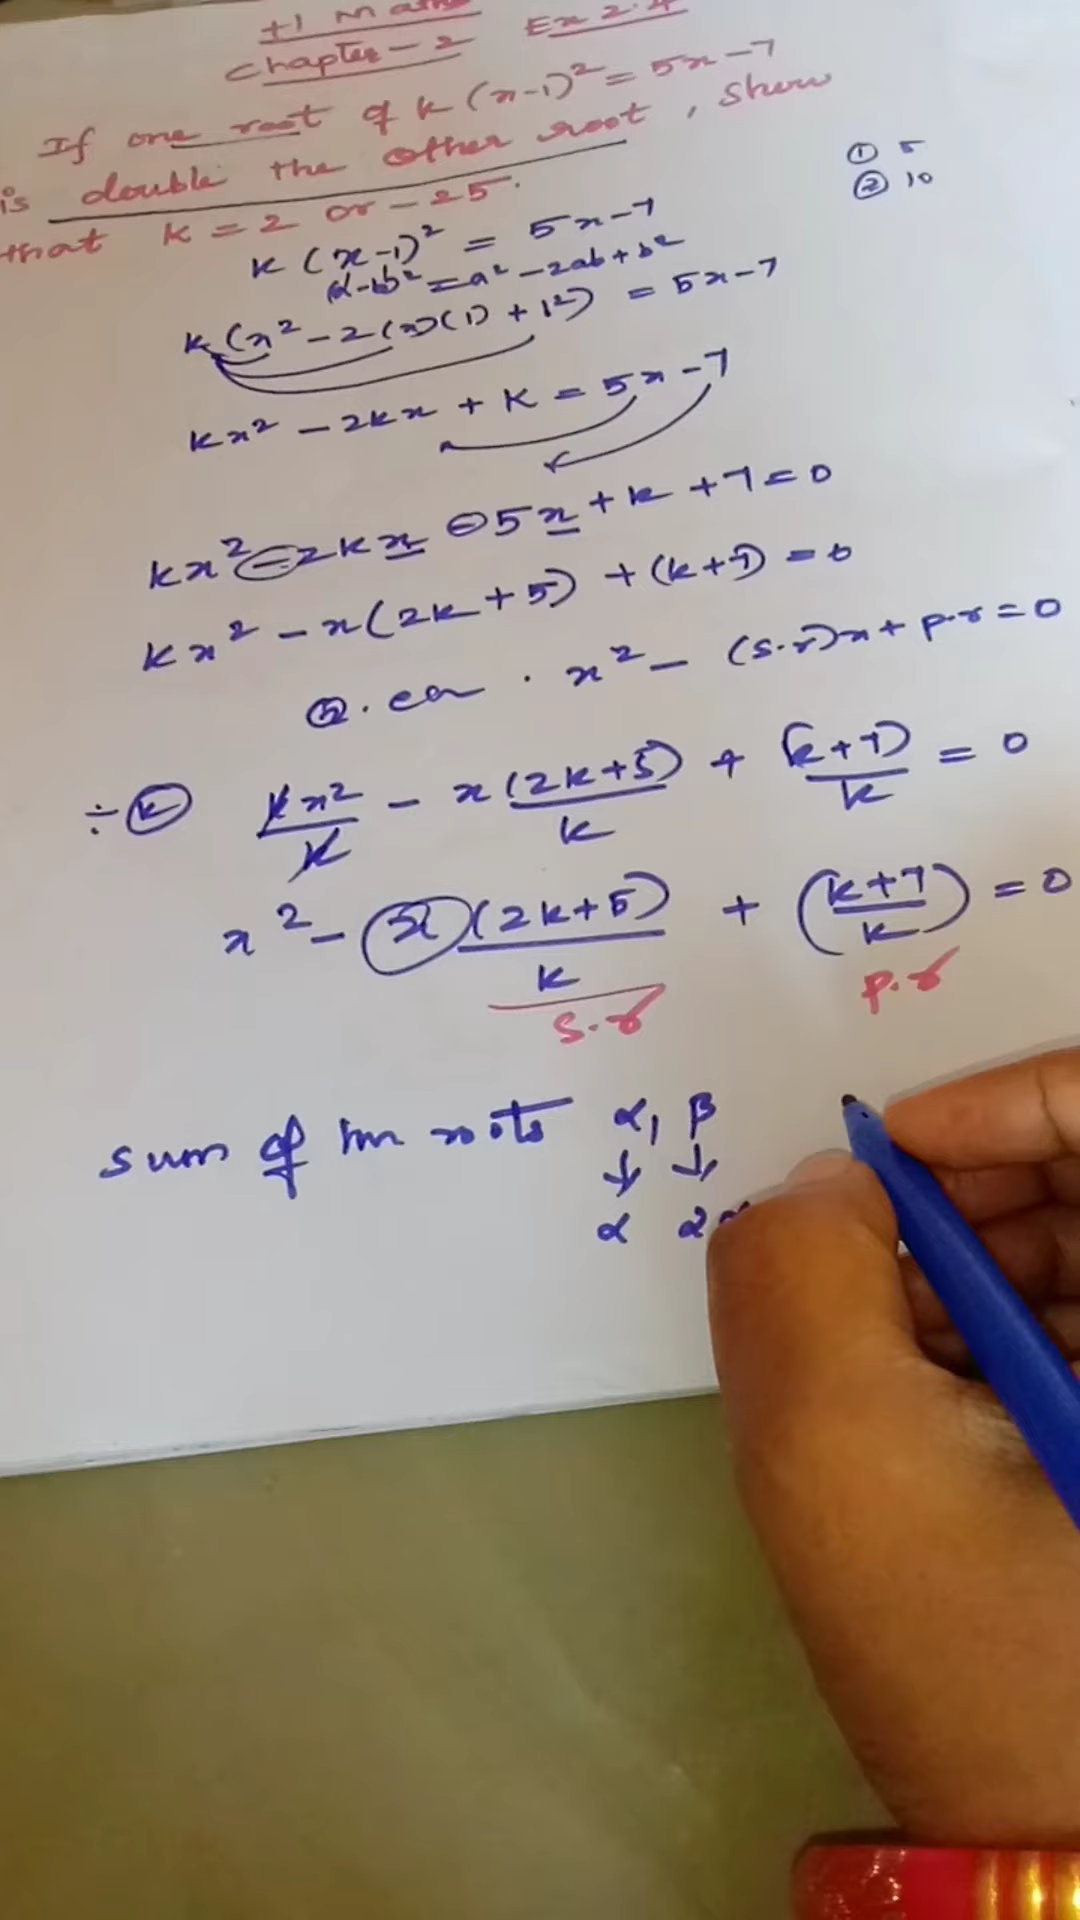 +1 Maths
Chapter-2 Ex 2.4
If one root of k(x-1)² = 5x-7
is double the other root, show
that k = 2 or -25.
① 5
② 10
k(x-1)² = 5x-7
(a-b)² = a²-2ab+b²
k(x²-2(x)(1)+1²) = 5x-7
kx²-2kx+k = 5x-7
kx²-2kx-5x+k+7=0
kx²-x(2k+5)+(k+7)=0
Q. eq. x²-(s.r)x+p.r=0
÷k kx²/k - x(2k+5)/k + (k+7)/k = 0
x²-x(2k+5)/k + (k+7/k) = 0
s.r p.r
sum of the roots α, β
↓ ↓
α 2α